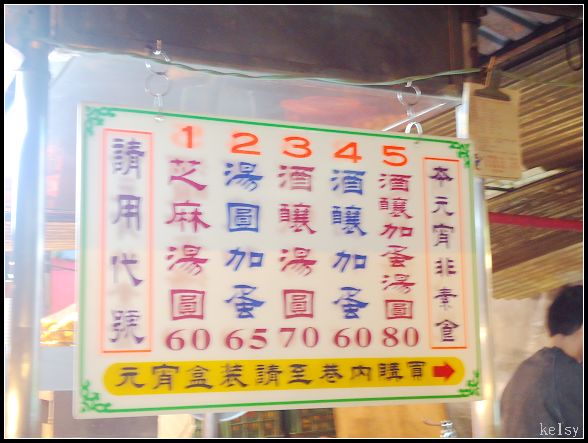 請用代號
1 芝麻湯圓 60
2 湯圓加蛋 65
3 酒釀湯圓 70
4 酒釀加蛋 60
5 酒釀加蛋湯圓 80
本元宵非素食
元宵盒裝請至巷內購買
kelsy